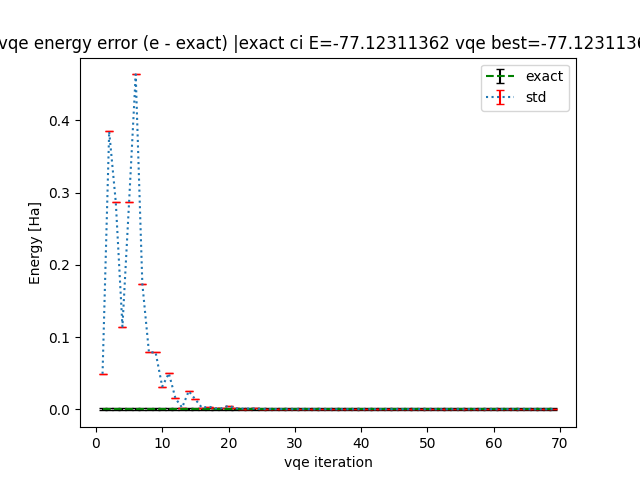 vqe energy error (e - exact) |exact ci E=-77.12311362 vqe best=-77.1231136
exact
std
Energy [Ha]
0.4
0.3
0.2
0.1
0.0
0 10 20 30 40 50 60 70
vqe iteration